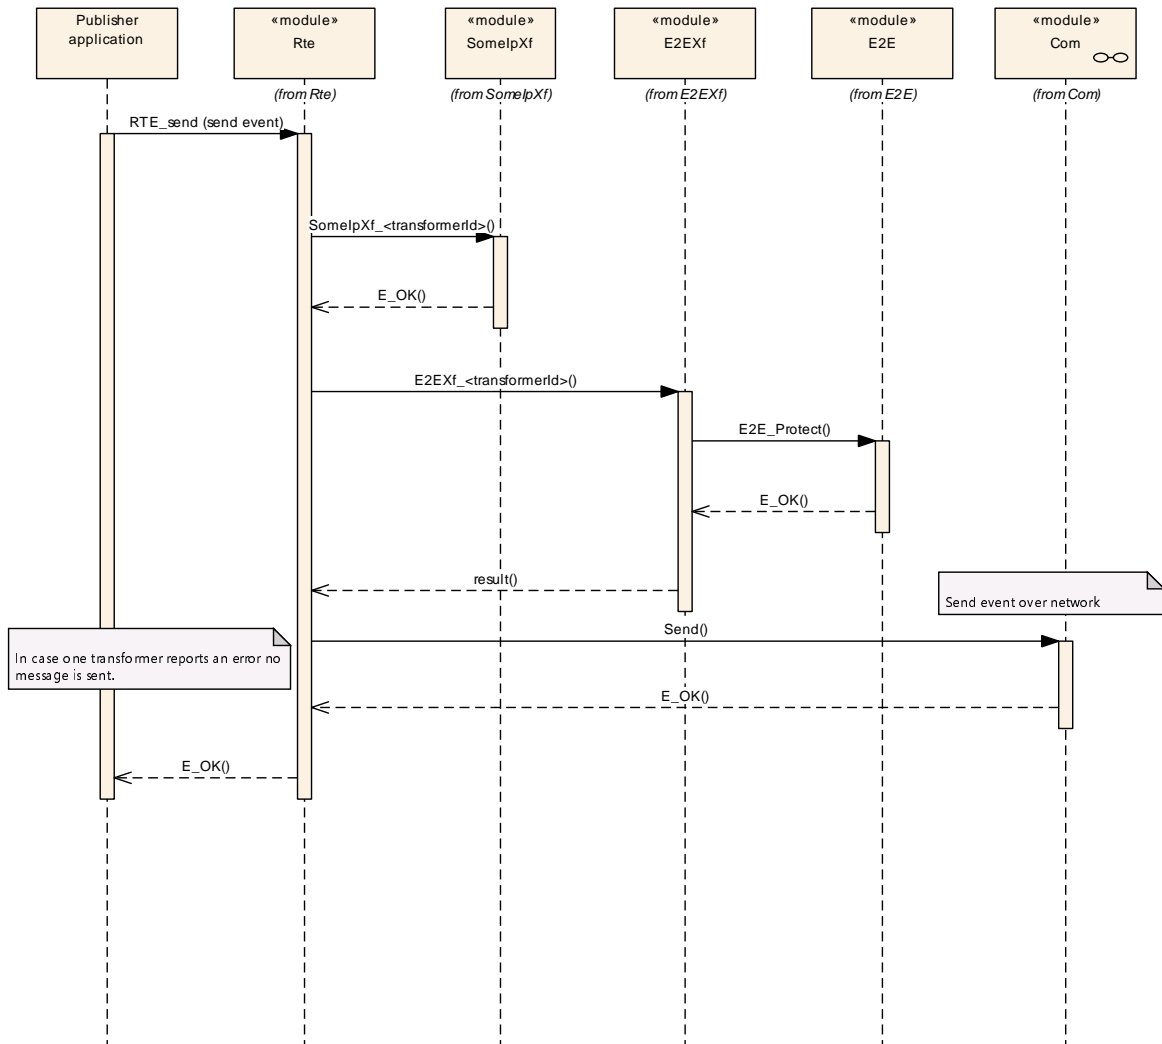 Publisher
application
«module»
Rte
(from Rte)
«module»
SomeIpXf
(from SomeIpXf)
«module»
E2EXf
(from E2EXf)
«module»
E2E
(from E2E)
«module»
Com
(from Com)
RTE_send (send event)
SomeIpXf_<transformerId>()
E_OK()
E2EXf_<transformerId>()
E2E_Protect()
E_OK()
result()
Send event over network
Send()
In case one transformer reports an error no
message is sent.
E_OK()
E_OK()